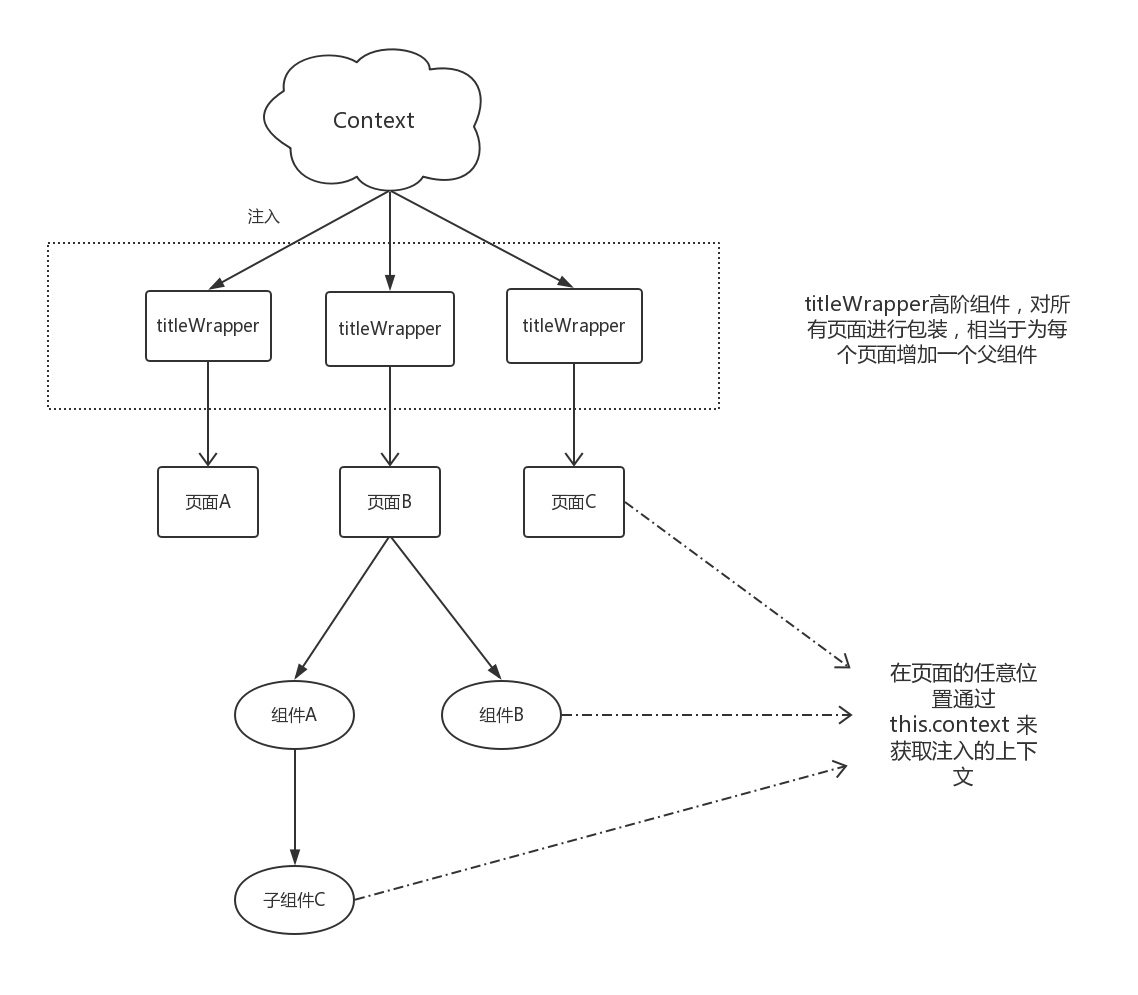 Context
注入
titleWrapper
titleWrapper
titleWrapper
titleWrapper高阶组件，对所
有页面进行包装，相当于为每
个页面增加一个父组件
页面A
页面B
页面C
在页面的任意位
置通过
this.context 来
获取注入的上下
文
组件A
组件B
子组件C